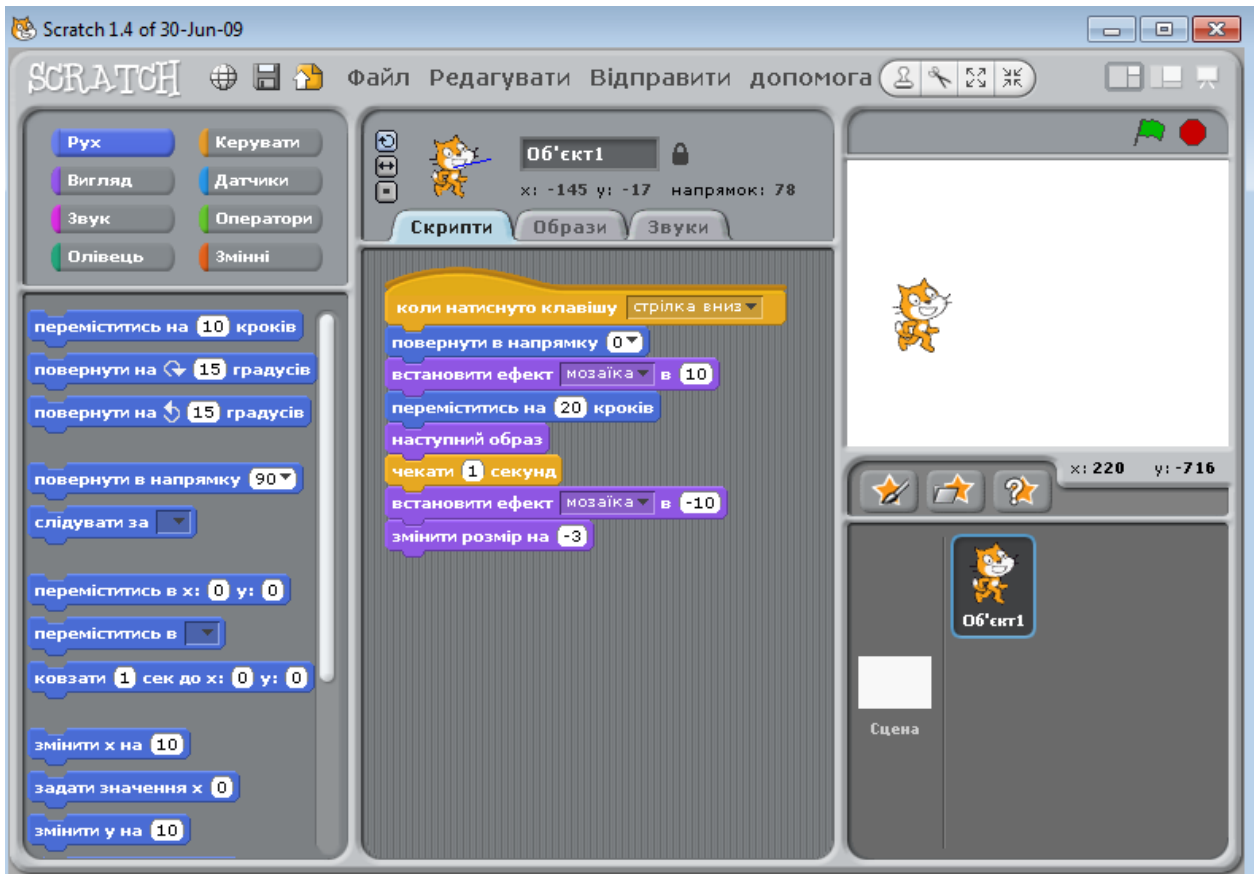 Scratch 1.4 of 30-Jun-09
SCRATCH Файл Редагувати Відправити допомога
Рух Керувати
Вигляд Датчики
Звук Оператори
Олівець Змінні
переміститись на 10 кроків
повернути на 15 градусів
повернути на 15 градусів
повернути в напрямку 90
слідувати за
переміститись в x: 0 y: 0
переміститись в
ковзати 1 сек до x: 0 y: 0
змінити x на 10
задати значення x 0
змінити y на 10
Об'єкт1
x: -145 y: -17 напрямок: 78
Скрипти Образи Звуки
коли натиснуто клавішу стрілка вниз
повернути в напрямку 0
встановити ефект мозаїка в 10
переміститись на 20 кроків
наступний образ
чекати 1 секунд
встановити ефект мозаїка в -10
змінити розмір на -3
x: 220 y: -716
Об'єкт1
Сцена